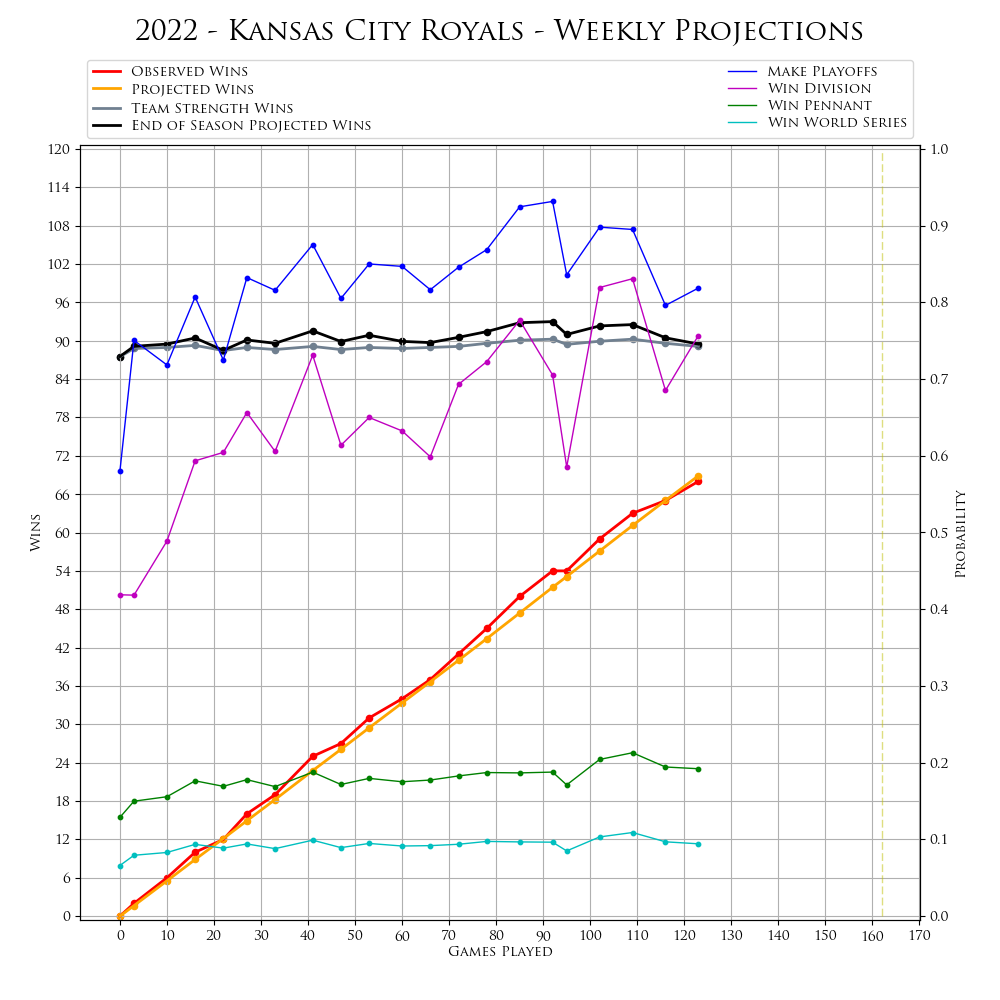 2022 - Kansas City Royals - Weekly Projections
Observed Wins
Projected Wins
Team Strength Wins
End of Season Projected Wins
Make Playoffs
Win Division
Win Pennant
Win World Series
120
114
108
102
96
90
84
78
72
66
60
54
48
42
36
30
24
18
12
6
0
Wins
1.0
0.9
0.8
0.7
0.6
0.5
0.4
0.3
0.2
0.1
0.0
Probability
0 10 20 30 40 50 60 70 80 90 100 110 120 130 140 150 160 170
Games Played